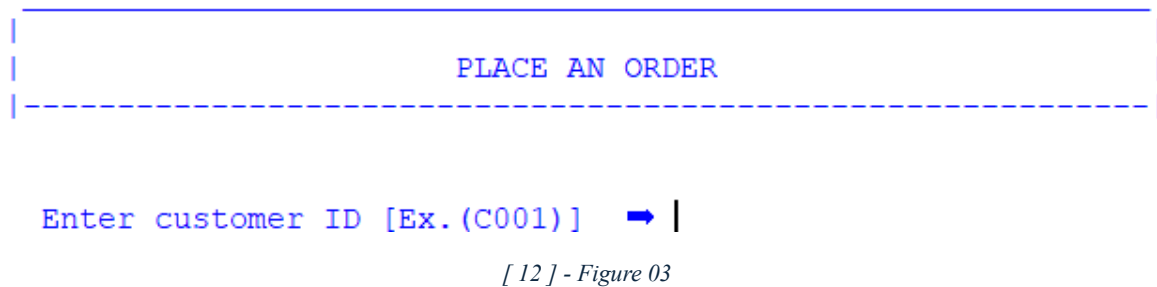 PLACE AN ORDER
Enter customer ID [Ex.(C001)] ➡
[ 12 ] - Figure 03